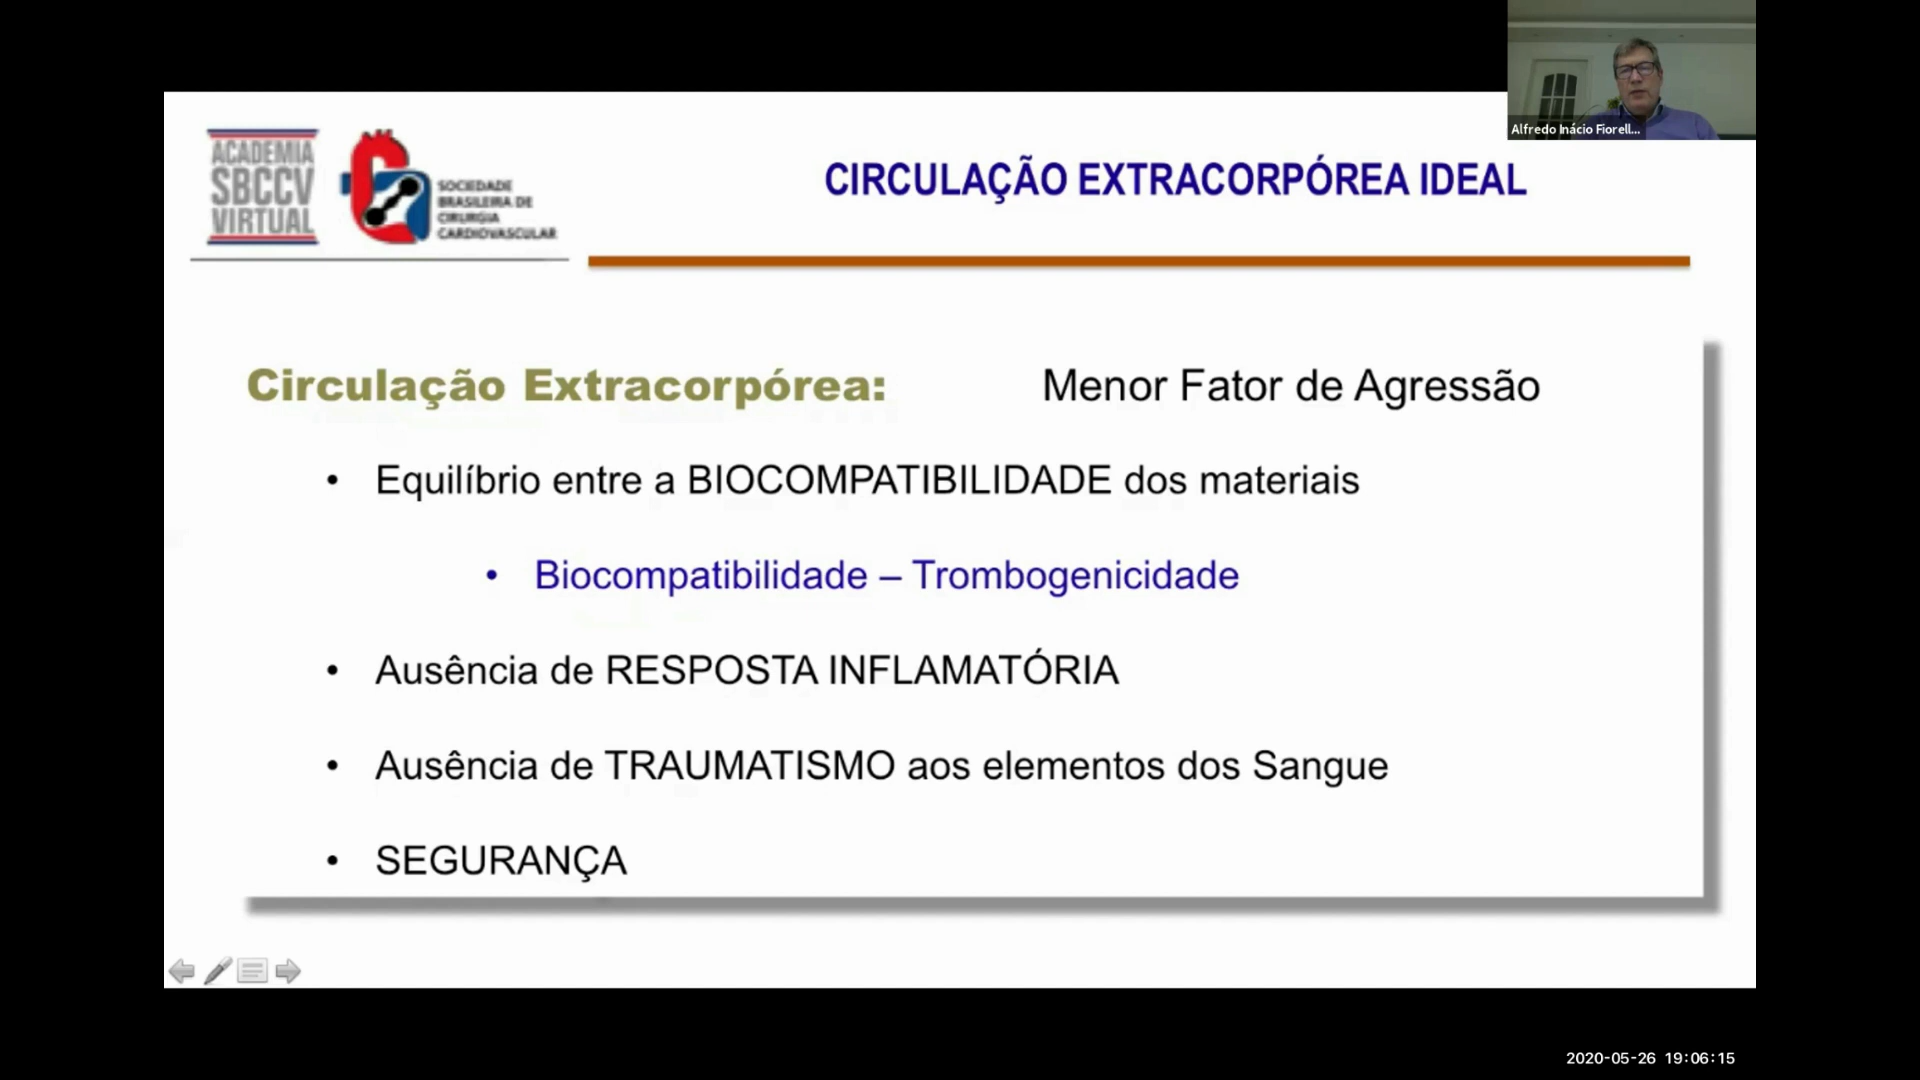 Alfredo Inácio Fiorell...
ACADEMIA
SBCCV
VIRTUAL
SOCIEDADE
BRASILEIRA DE
CIRURGIA
CARDIOVASCULAR
CIRCULAÇÃO EXTRACORPÓREA IDEAL
Circulação Extracorpórea: Menor Fator de Agressão
• Equilíbrio entre a BIOCOMPATIBILIDADE dos materiais
• Biocompatibilidade – Trombogenicidade
• Ausência de RESPOSTA INFLAMATÓRIA
• Ausência de TRAUMATISMO aos elementos dos Sangue
• SEGURANÇA
2020-05-26 19:06:15